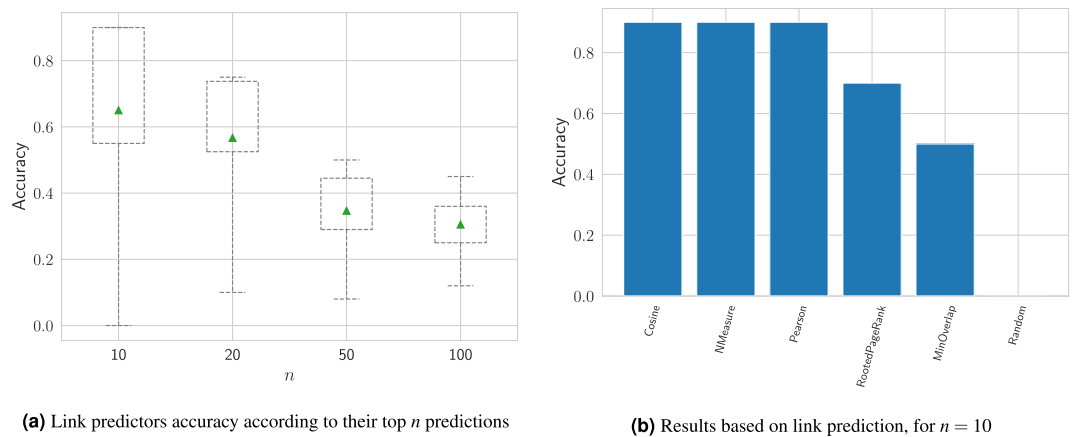 Accuracy
0.8
0.6
0.4
0.2
0.0
10
20
50
100
n
(a) Link predictors accuracy according to their top n predictions
Accuracy
0.8
0.6
0.4
0.2
0.0
Cosine
NMeasure
Pearson
RootedPageRank
MinOverlap
Random
(b) Results based on link prediction, for n = 10